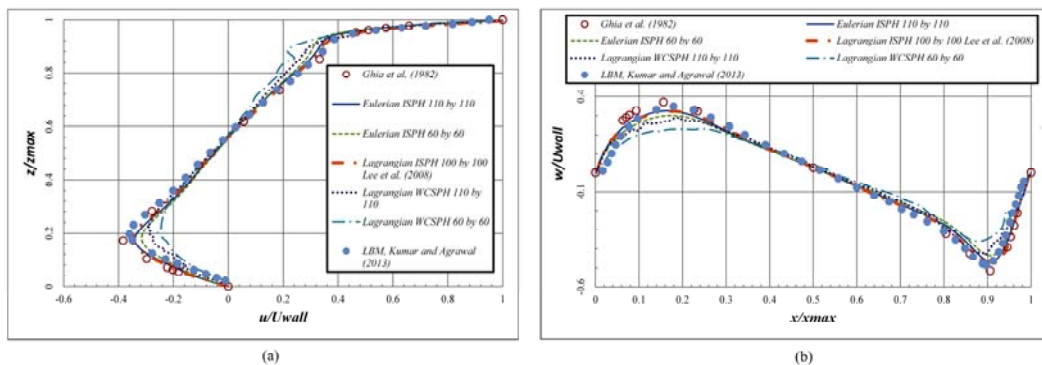 Ghia et al. (1982)
Eulerian ISPH 110 by 110
Eulerian ISPH 60 by 60
Lagrangian ISPH 100 by 100
Lee et al. (2008)
Lagrangian WCSPH 110 by
110
Lagrangian WCSPH 60 by 60
LBM, Kumar and Agrawal
(2013)
z/zmax
1
0.8
0.6
0.4
0.2
0
-0.6
-0.4
-0.2
0
0.2
0.4
0.6
0.8
1
u/Uwall
(a)
Ghia et al. (1982)
Eulerian ISPH 110 by 110
Eulerian ISPH 60 by 60
Lagrangian ISPH 100 by 100 Lee et al. (2008)
Lagrangian WCSPH 110 by 110
Lagrangian WCSPH 60 by 60
LBM, Kumar and Agrawal (2013)
w/Uwall
0.4
-0.1
-0.6
0
0.1
0.2
0.3
0.4
0.5
0.6
0.7
0.8
0.9
1
x/xmax
(b)